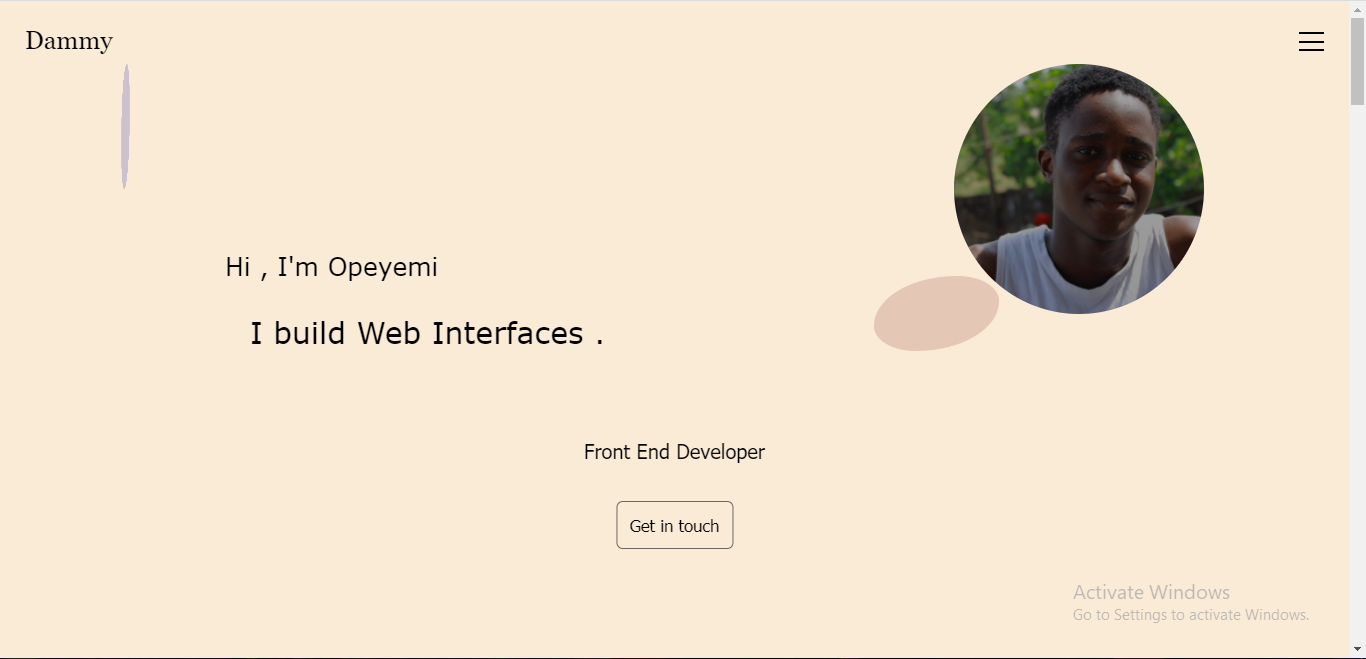 Dammy
Hi , I'm Opeyemi
I build Web Interfaces .
Front End Developer
Get in touch
Activate Windows
Go to Settings to activate Windows.